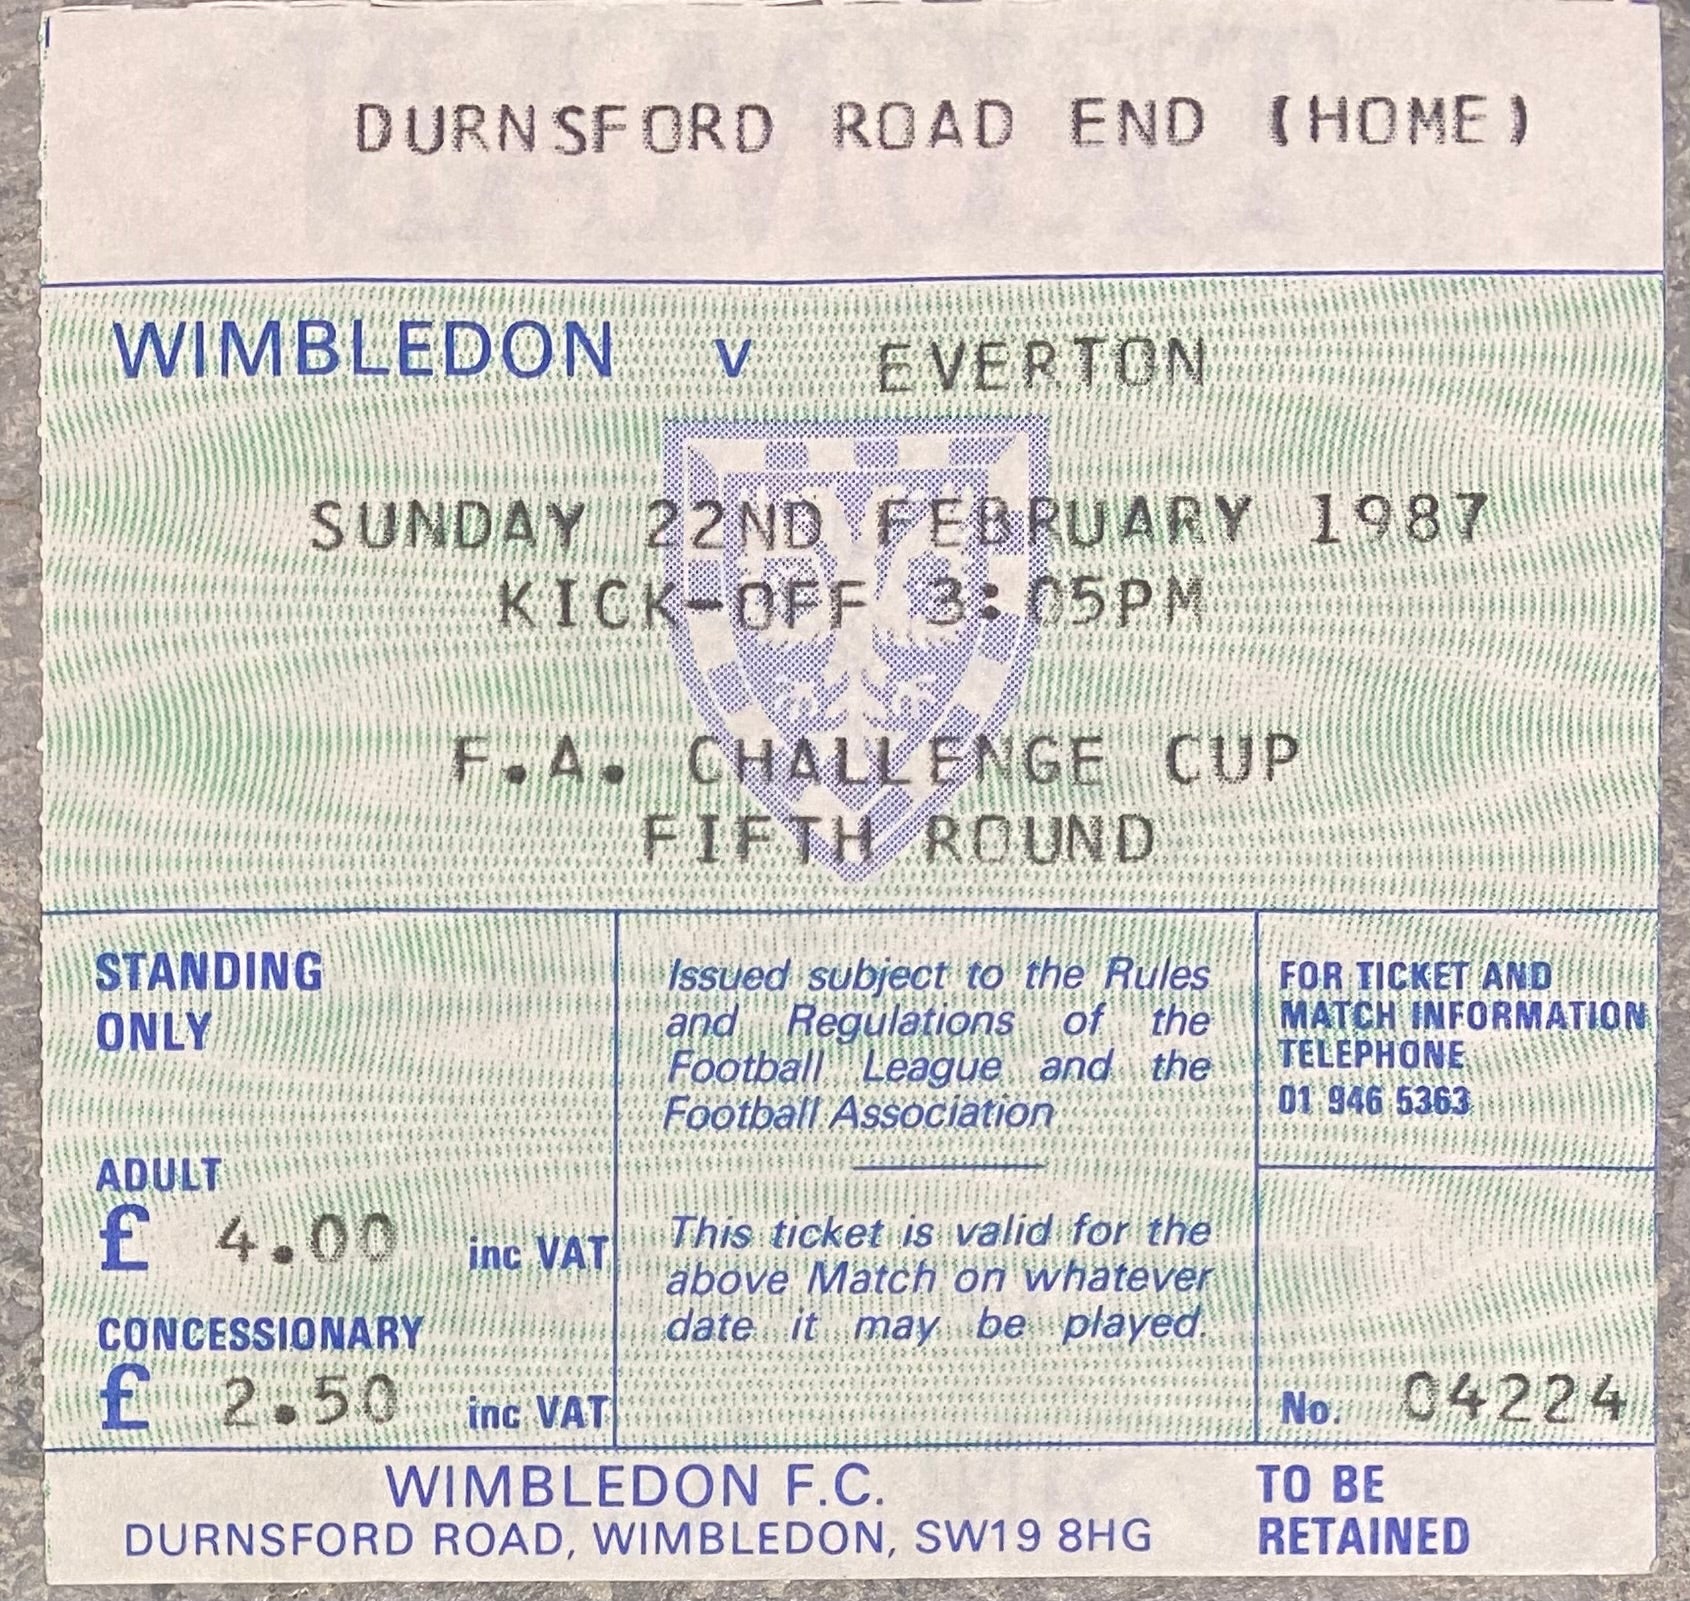 DURNSFORD ROAD END (HOME)
WIMBLEDON v EVERTON
SUNDAY 22ND FEBRUARY 1987
KICK-OFF 3:05PM
F.A. CHALLENGE CUP
FIFTH ROUND
STANDING
ONLY
ADULT
£ 4.00 inc VAT
CONCESSIONARY
£ 2.50 inc VAT
Issued subject to the Rules
and Regulations of the
Football League and the
Football Association
This ticket is valid for the
above Match on whatever
date it may be played.
FOR TICKET AND
MATCH INFORMATION
TELEPHONE
01 946 5363
No. 04224
WIMBLEDON F.C.
DURNSFORD ROAD, WIMBLEDON, SW19 8HG
TO BE
RETAINED